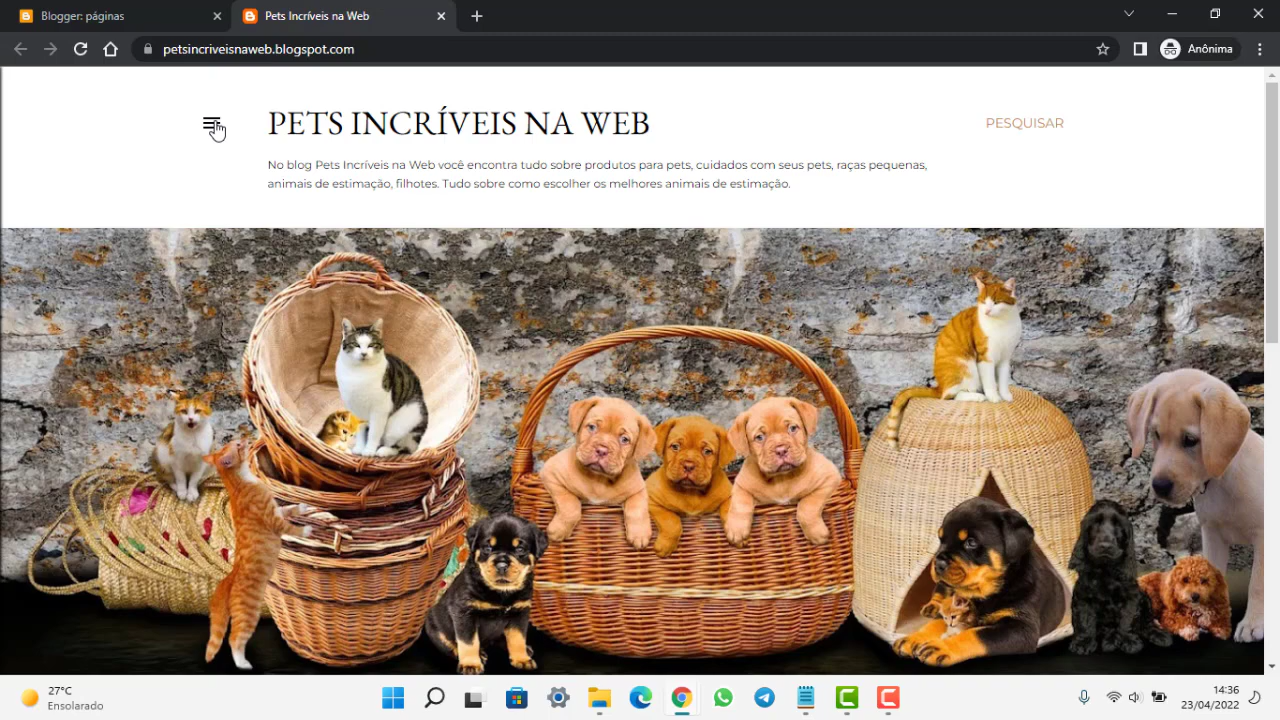 Blogger: páginas
Pets Incríveis na Web
petsincriveisnaweb.blogspot.com
Anônima
PETS INCRÍVEIS NA WEB
PESQUISAR
No blog Pets Incríveis na Web você encontra tudo sobre produtos para pets, cuidados com seus pets, raças pequenas,
animais de estimação, filhotes. Tudo sobre como escolher os melhores animais de estimação.
27°C
Ensolarado
14:38
23/04/2022